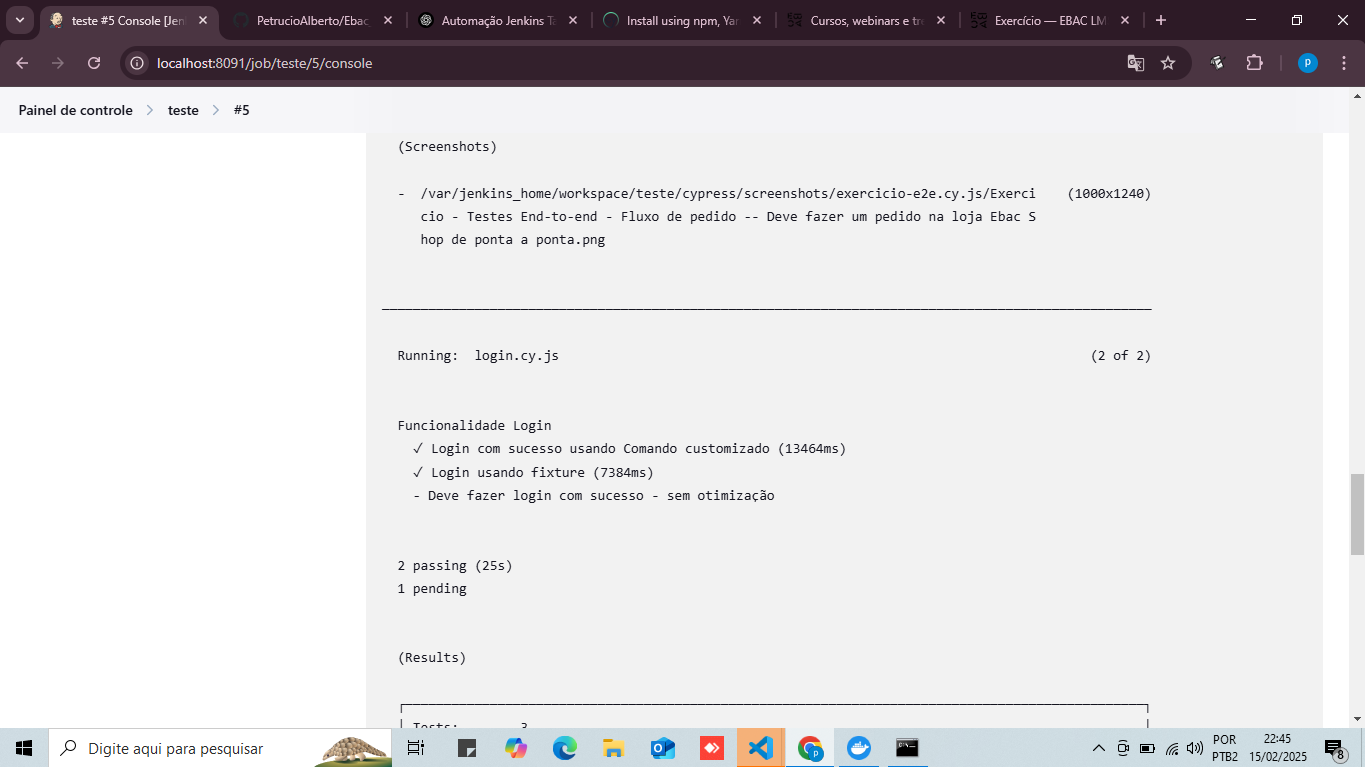 teste #5 Console [Jen
PetrucioAlberto/Ebac
Automação Jenkins T
Install using npm, Yar
Cursos, webinars e tre
Exercício — EBAC LM
localhost:8091/job/teste/5/console
p
Painel de controle
teste
#5
(Screenshots)
- /var/jenkins_home/workspace/teste/cypress/screenshots/exercicio-e2e.cy.js/Exerci (1000x1240)
cio - Testes End-to-end - Fluxo de pedido -- Deve fazer um pedido na loja Ebac S
hop de ponta a ponta.png
Running: login.cy.js (2 of 2)
Funcionalidade Login
✓ Login com sucesso usando Comando customizado (13464ms)
✓ Login usando fixture (7384ms)
- Deve fazer login com sucesso - sem otimização
2 passing (25s)
1 pending
(Results)
Tests: 3
Digite aqui para pesquisar
POR
PTB2
22:45
15/02/2025
8